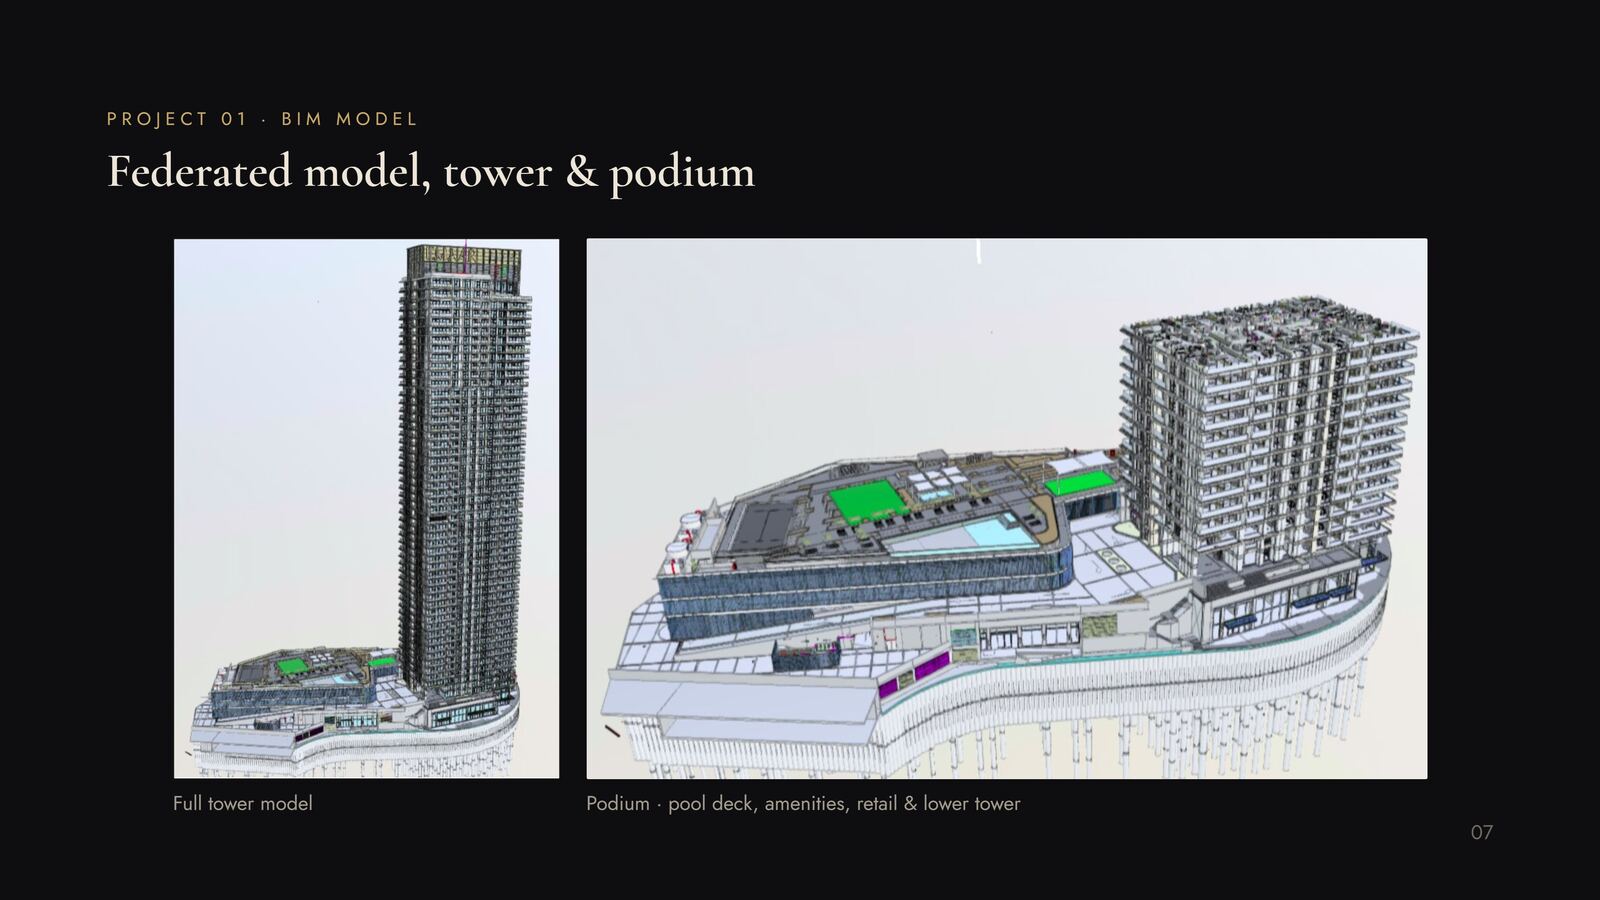 PROJECT 01 · BIM MODEL
Federated model, tower & podium
Full tower model
Podium · pool deck, amenities, retail & lower tower
07